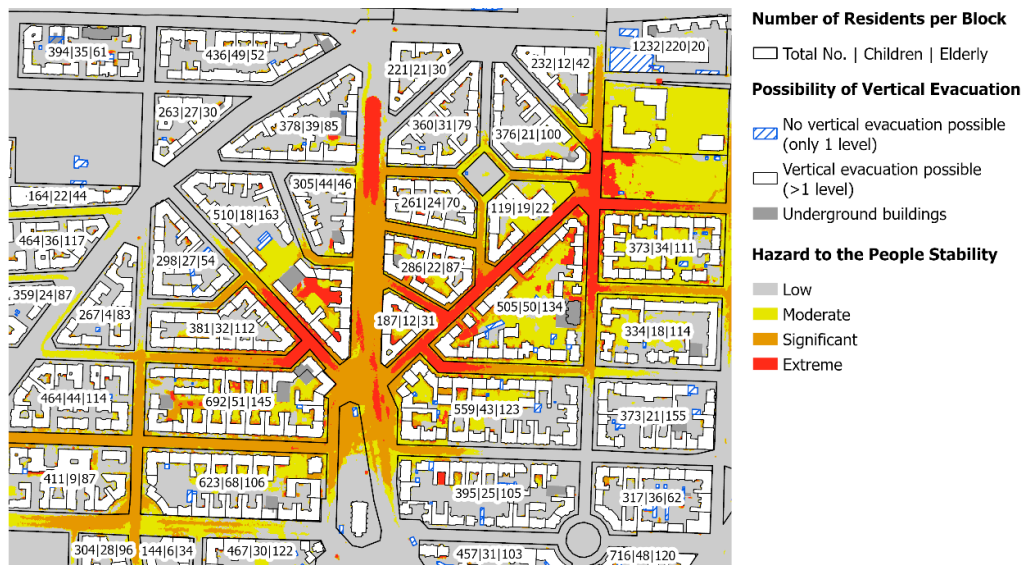 394|35|61
436|49|52
221|21|30
232|12|42
1232|220|20
263|27|30
378|39|85
360|31|79
376|21|100
164|22|44
510|18|163
305|44|46
261|24|70
119|19|22
464|36|117
298|27|54
286|22|87
373|34|111
359|24|87
267|4|83
381|32|112
187|12|31
505|50|134
334|18|114
464|44|114
692|51|145
559|43|123
373|21|155
411|9|87
623|68|106
395|25|105
317|36|62
304|28|96
144|6|34
467|30|122
457|31|103
716|48|120
Number of Residents per Block
Total No. | Children | Elderly
Possibility of Vertical Evacuation
No vertical evacuation possible
(only 1 level)
Vertical evacuation possible
(>1 level)
Underground buildings
Hazard to the People Stability
Low
Moderate
Significant
Extreme